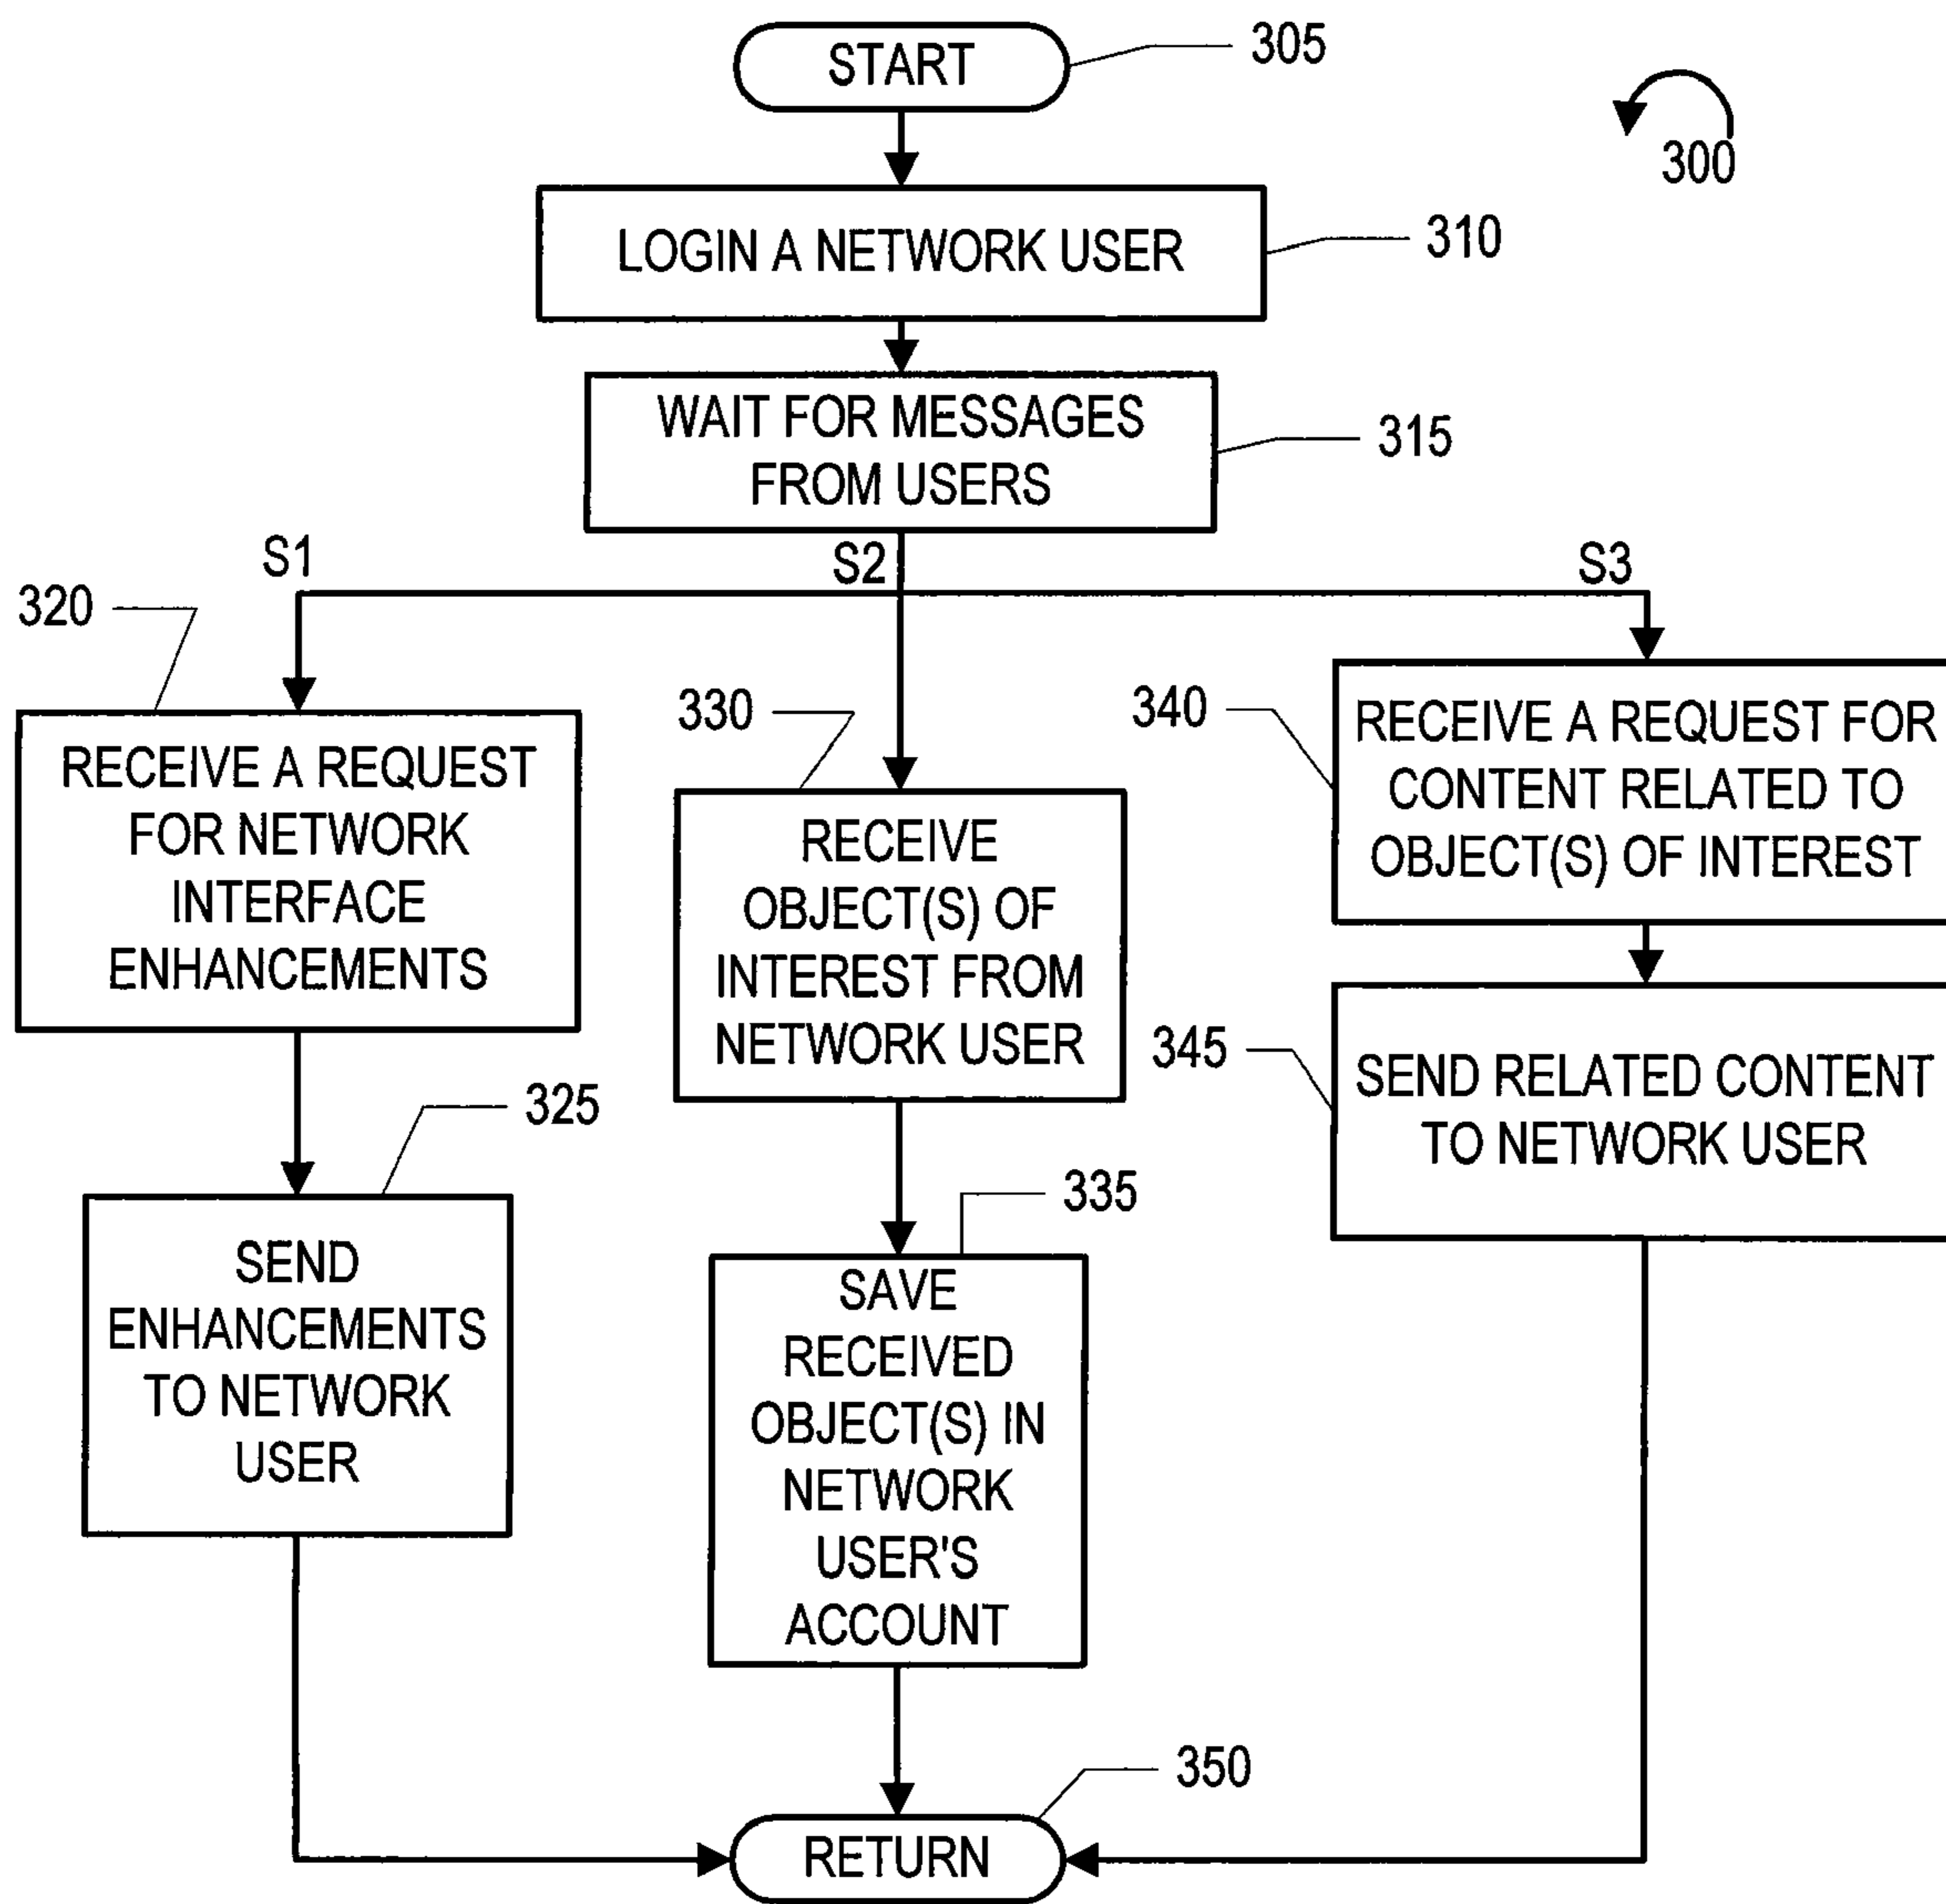 START
305
300
LOGIN A NETWORK USER
310
WAIT FOR MESSAGES
FROM USERS
315
S1
S2
S3
320
RECEIVE A REQUEST
FOR NETWORK
INTERFACE
ENHANCEMENTS
330
RECEIVE
OBJECT(S) OF
INTEREST FROM
NETWORK USER
340
RECEIVE A REQUEST FOR
CONTENT RELATED TO
OBJECT(S) OF INTEREST
345
SEND RELATED CONTENT
TO NETWORK USER
325
SEND
ENHANCEMENTS
TO NETWORK
USER
335
SAVE
RECEIVED
OBJECT(S) IN
NETWORK
USER'S
ACCOUNT
350
RETURN